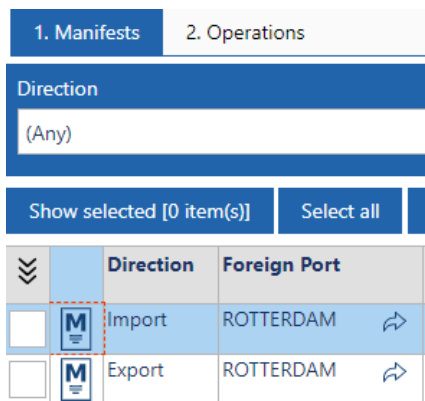 1. Manifests 2. Operations
Direction
(Any)
Show selected [0 item(s)] Select all
Direction Foreign Port
M Import ROTTERDAM
M Export ROTTERDAM